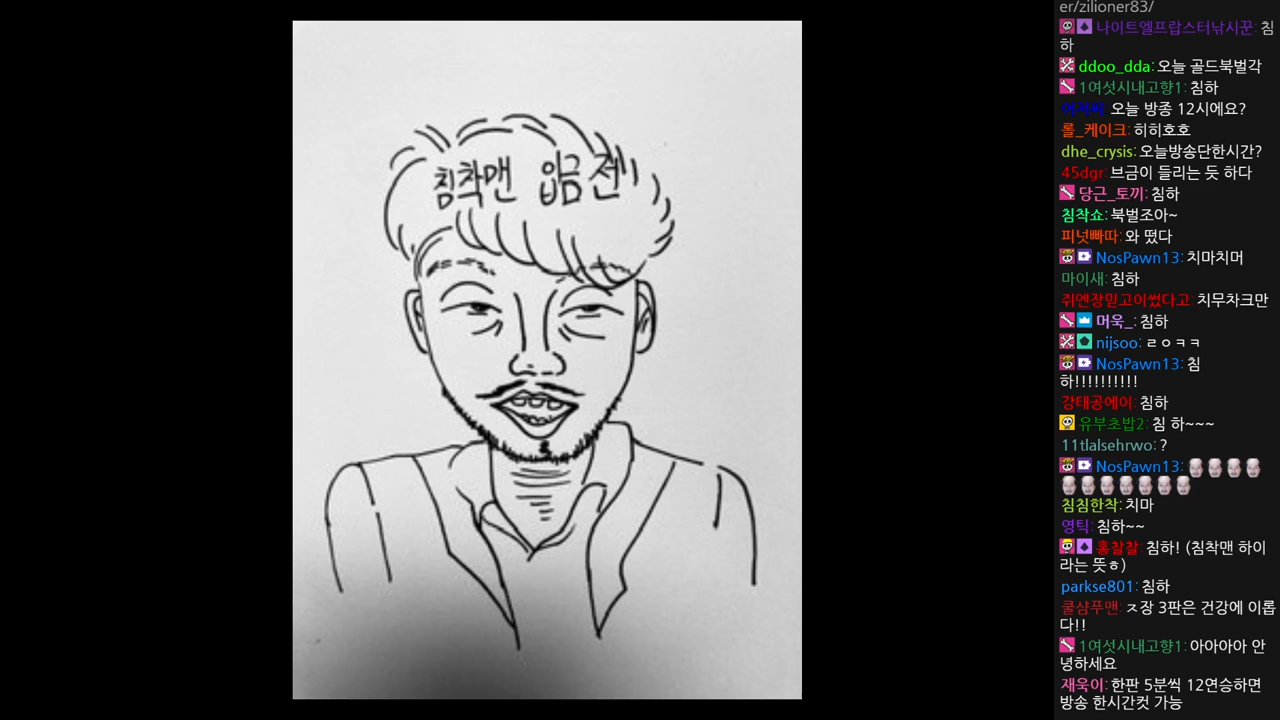 침착맨 입금 전
er/zilioner83/
나이트엘프랍스터낚시꾼: 침
하
ddoo_dda: 오늘 골드북벌각
1여섯시내고향1: 침하
오늘 방종 12시에요?
롤_케이크: 히히호호
dhe_crysis: 오늘방송단한시간?
45dgr: 브금이 들리는 듯 하다
당근_토끼: 침하
침착쇼: 북벌조아~
피넛빠따: 와 떴다
NosPawn13: 치마치머
마이새: 침하
쥐엔장믿고이썼다고: 치무차크만
며욱_: 침하
nijsoo: ㄹㅇㅋㅋ
NosPawn13: 침
하!!!!!!!!!!
강태공에이: 침하
유부초밥2: 침 하~~~
11tlalsehrwo: ?
NosPawn13:
침침한착: 치마
영틱: 침하~~
홍찰찰: 침하! (침착맨 하이
라는 뜻ㅎ)
parkse801: 침하
쿨샴푸맨: ㅈ장 3판은 건강에 이롭
다!!
1여섯시내고향1: 아아아아 안
녕하세요
재욱이: 한판 5분씩 12연승하면
방송 한시간컷 가능